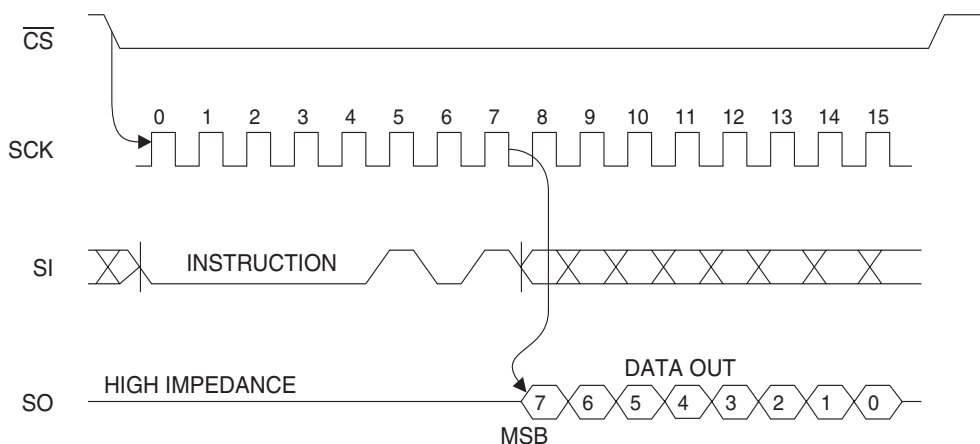 CS
0 1 2 3 4 5 6 7 8 9 10 11 12 13 14 15
SCK
SI
INSTRUCTION
HIGH IMPEDANCE
DATA OUT
SO
7 6 5 4 3 2 1 0
MSB